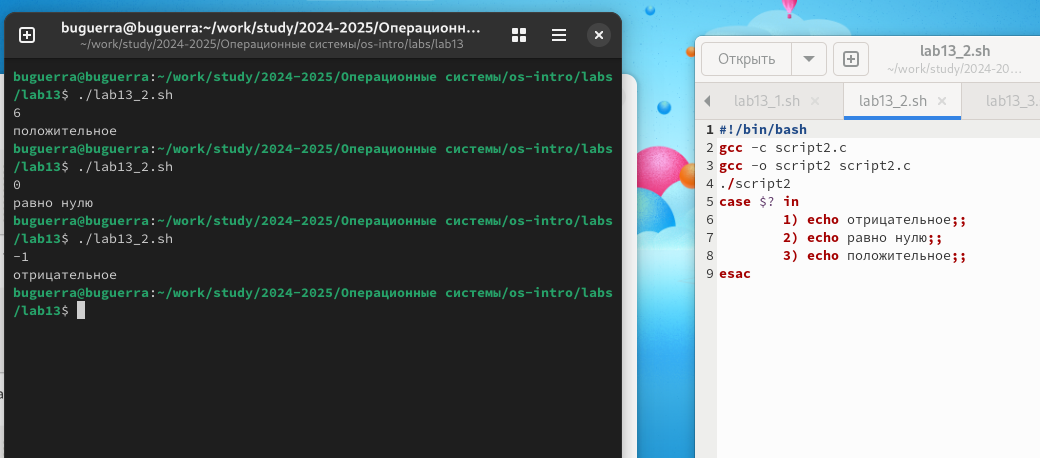 buguerra@buguerra:~/work/study/2024-2025/Операционн...
~/work/study/2024-2025/Операционные системы/os-intro/labs/lab13
buguerra@buguerra:~/work/study/2024-2025/Операционные системы/os-intro/labs
/lab13$ ./lab13_2.sh
6
положительное
buguerra@buguerra:~/work/study/2024-2025/Операционные системы/os-intro/labs
/lab13$ ./lab13_2.sh
0
равно нулю
buguerra@buguerra:~/work/study/2024-2025/Операционные системы/os-intro/labs
/lab13$ ./lab13_2.sh
-1
отрицательное
buguerra@buguerra:~/work/study/2024-2025/Операционные системы/os-intro/labs
/lab13$
Открыть
lab13_2.sh
~/work/study/2024-20...
lab13_1.sh × lab13_2.sh × lab13_3.
1 #!/bin/bash
2 gcc -c script2.c
3 gcc -o script2 script2.c
4 ./script2
5 case $? in
6 1) echo отрицательное;;
7 2) echo равно нулю;;
8 3) echo положительное;;
9 esac